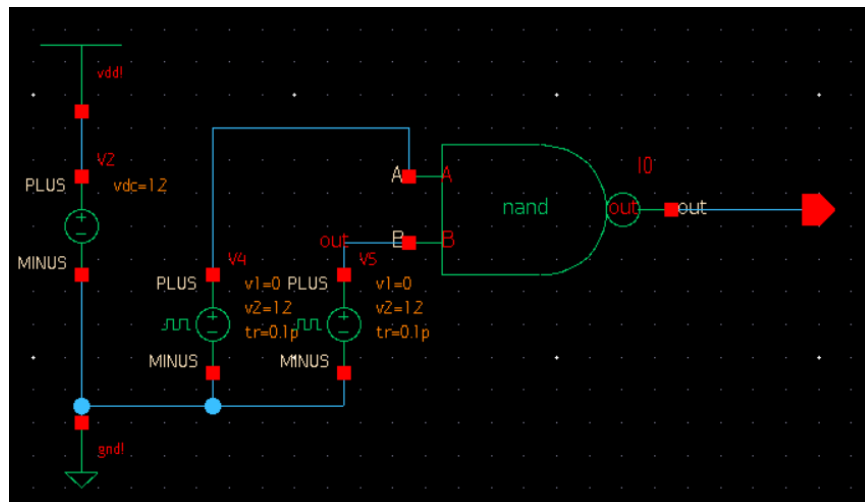 vdd!
V2
PLUS
vdc=1.2
MINUS
A
A
I0
nand
out
out
out
B
B
V4
PLUS
v1=0
v2=1.2
tr=0.1p
MINUS
V5
PLUS
v1=0
v2=1.2
tr=0.1p
MINUS
gnd!